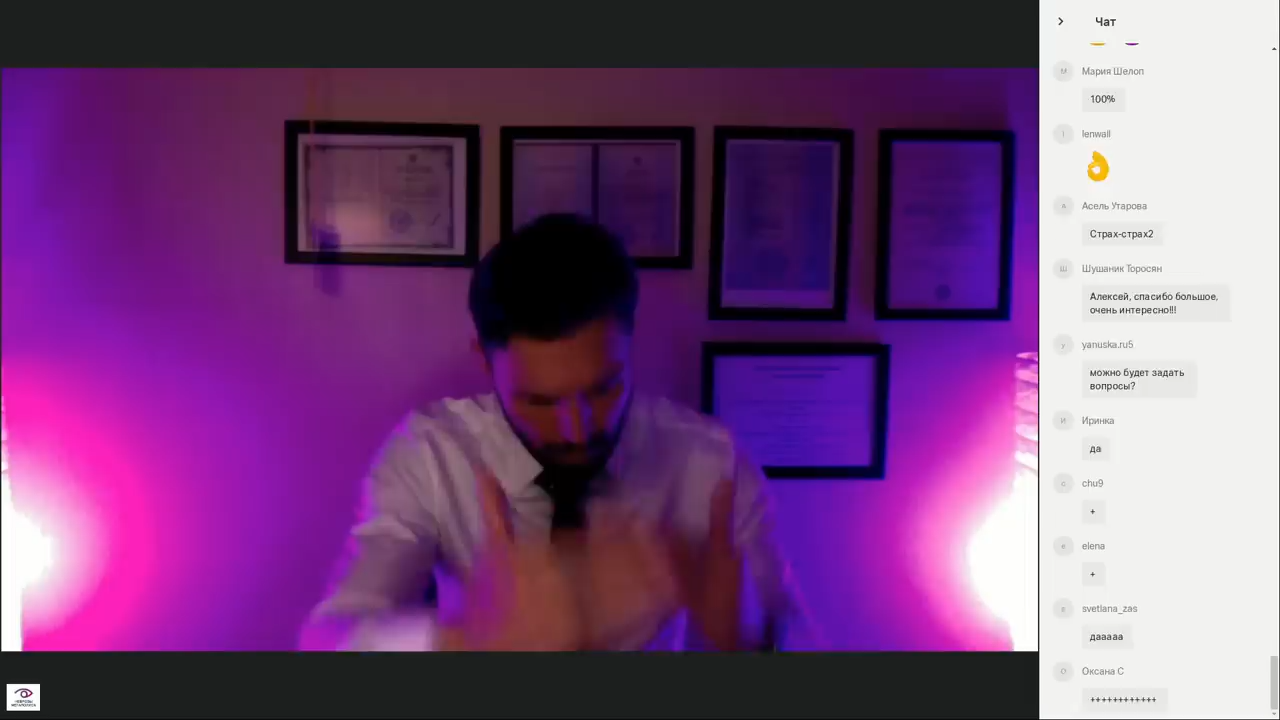 Чат
Мария Шелоп
100%
lenwall
Асель Утарова
Страх-страх2
Шушаник Торосян
Алексей, спасибо большое,
очень интересно!!!
yanuska.ru5
можно будет задать
вопросы?
Иринка
да
chu9
+
elena
+
svetlana_zas
дааааа
Оксана С
++++++++++++